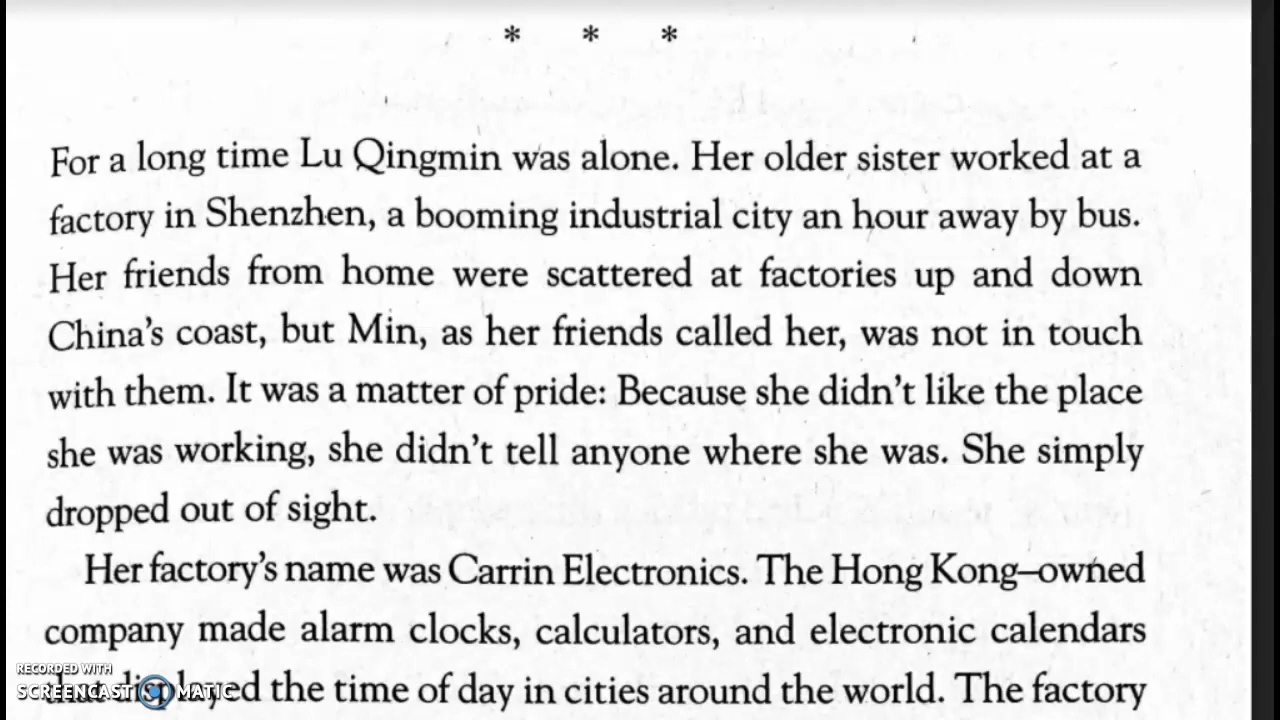 * * *
For a long time Lu Qingmin was alone. Her older sister worked at a
factory in Shenzhen, a booming industrial city an hour away by bus.
Her friends from home were scattered at factories up and down
China's coast, but Min, as her friends called her, was not in touch
with them. It was a matter of pride: Because she didn't like the place
she was working, she didn't tell anyone where she was. She simply
dropped out of sight.
Her factory's name was Carrin Electronics. The Hong Kong–owned
company made alarm clocks, calculators, and electronic calendars
that displayed the time of day in cities around the world. The factory
RECORDED WITH
SCREENCAST MATIC